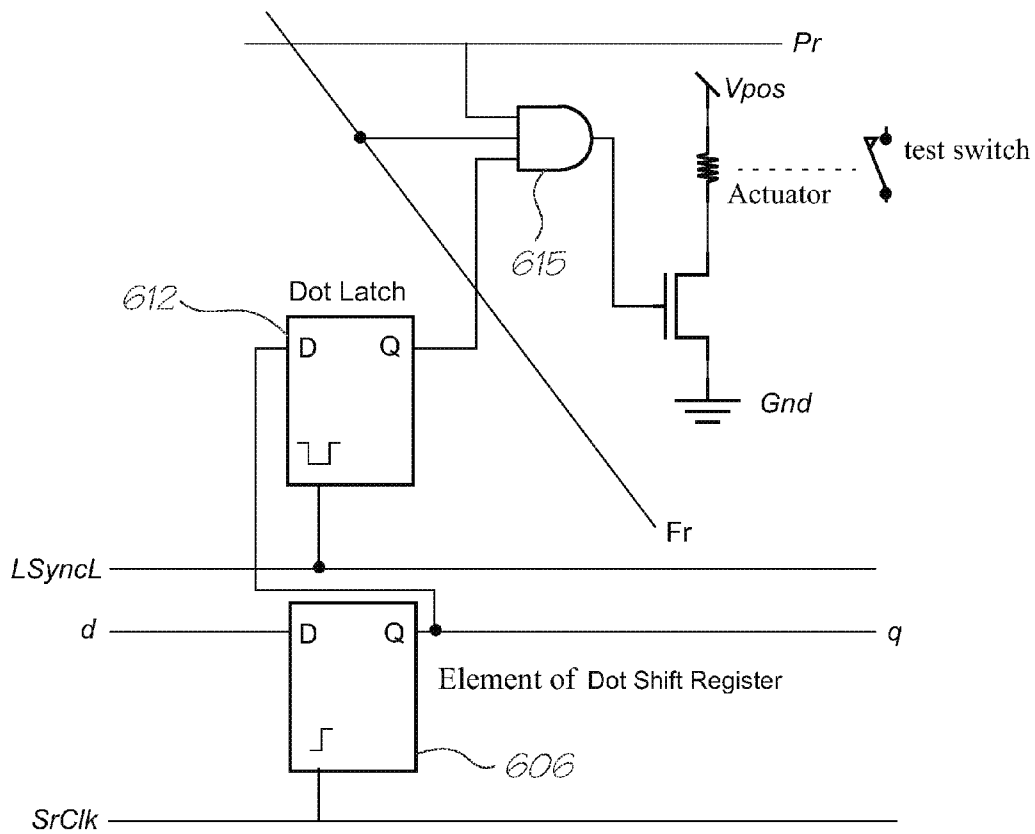 Pr
Vpos
test switch
Actuator
615
612
Dot Latch
D
Q
Gnd
Fr
LSyncL
d
D
Q
q
Element of Dot Shift Register
606
SrClk